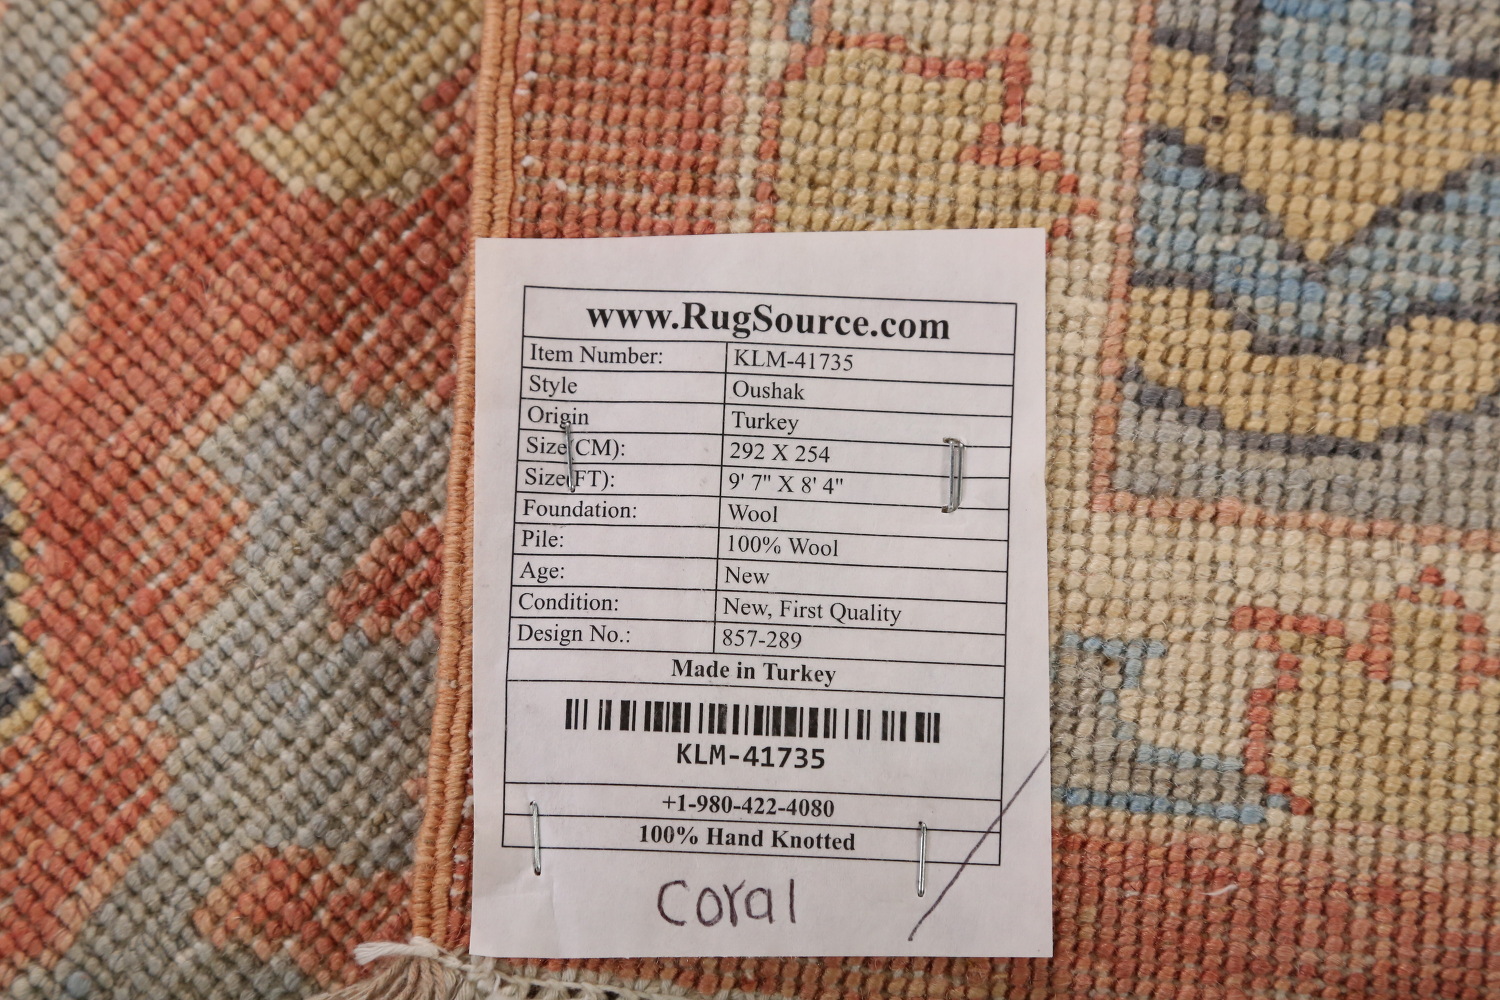 www.RugSource.com
Item Number: KLM-41735
Style Oushak
Origin Turkey
Size(CM): 292 X 254
Size(FT): 9' 7" X 8' 4"
Foundation: Wool
Pile: 100% Wool
Age: New
Condition: New, First Quality
Design No.: 857-289
Made in Turkey
KLM-41735
+1-980-422-4080
100% Hand Knotted
Coral